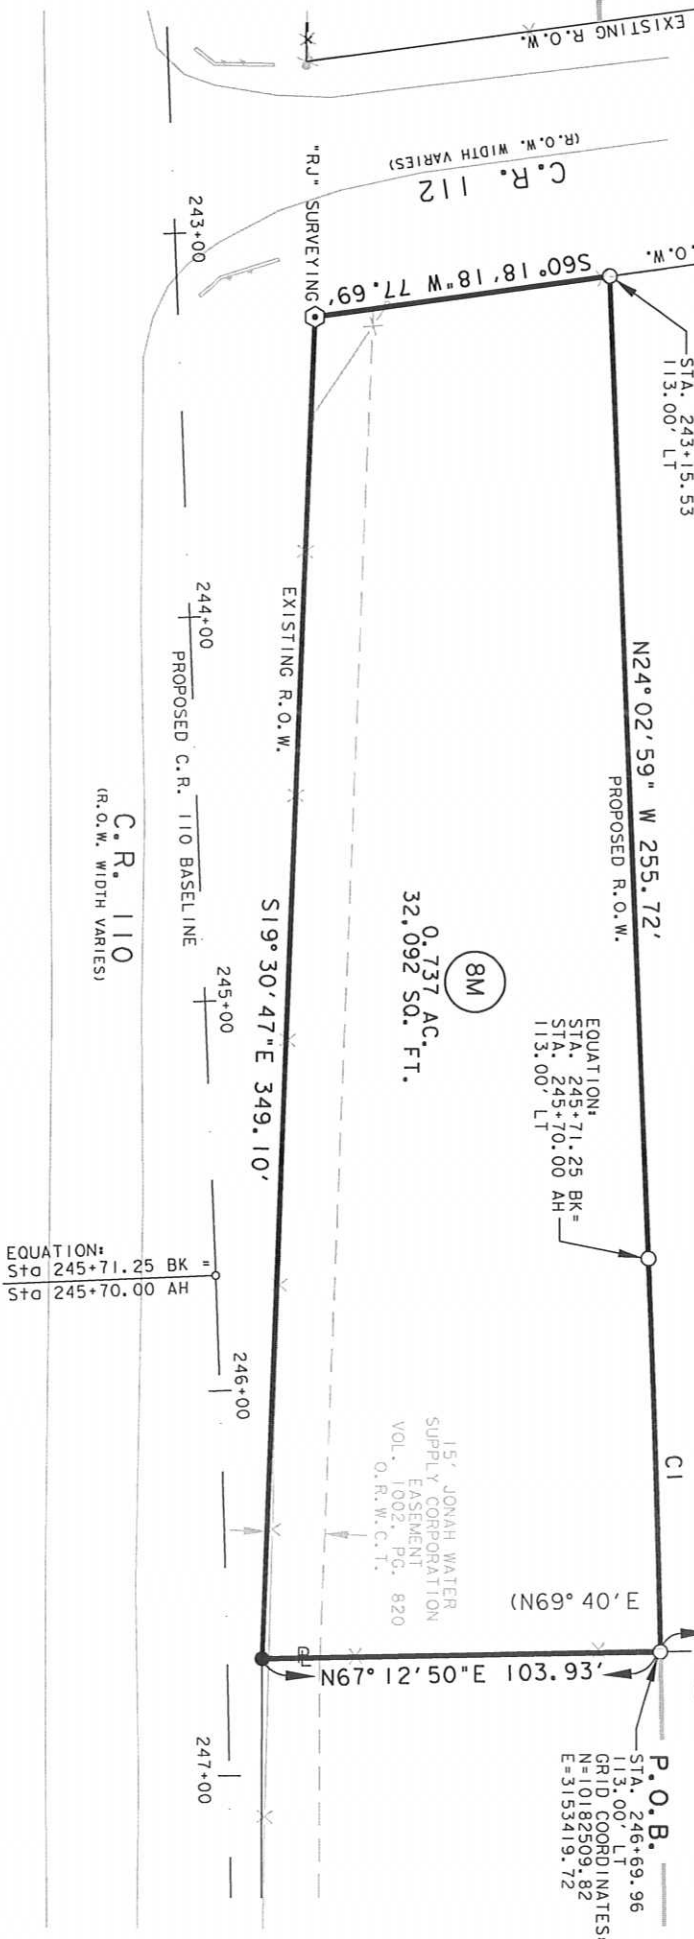 EXISTING R.O.W.
C.R. 112
(R.O.W. WIDTH VARIES)
O.W.
"RJ" SURVEYING
S60°18'18"W 77.69'
STA. 243+15.53
113.00' LT
N24°02'59" W 255.72'
PROPOSED R.O.W.
243+00
244+00
EXISTING R.O.W.
PROPOSED C.R. 110 BASELINE
C.R. 110
(R.O.W. WIDTH VARIES)
245+00
S19°30'47"E 349.10'
8M
0.737 AC.
32,092 SQ. FT.
EQUATION:
STA. 245+71.25 BK=
STA. 245+70.00 AH
113.00' LT
EQUATION:
Sta 245+71.25 BK =
Sta 245+70.00 AH
246+00
C1
15' JONAH WATER
SUPPLY CORPORATION
EASEMENT
VOL. 1002, PG. 820
O.R.W.C.T.
(N69°40'E
N67°12'50"E 103.93'
PL
247+00
P.O.B.
STA. 246+69.96
113.00' LT
GRID COORDINATES:
N=10182509.82
E=3153419.72